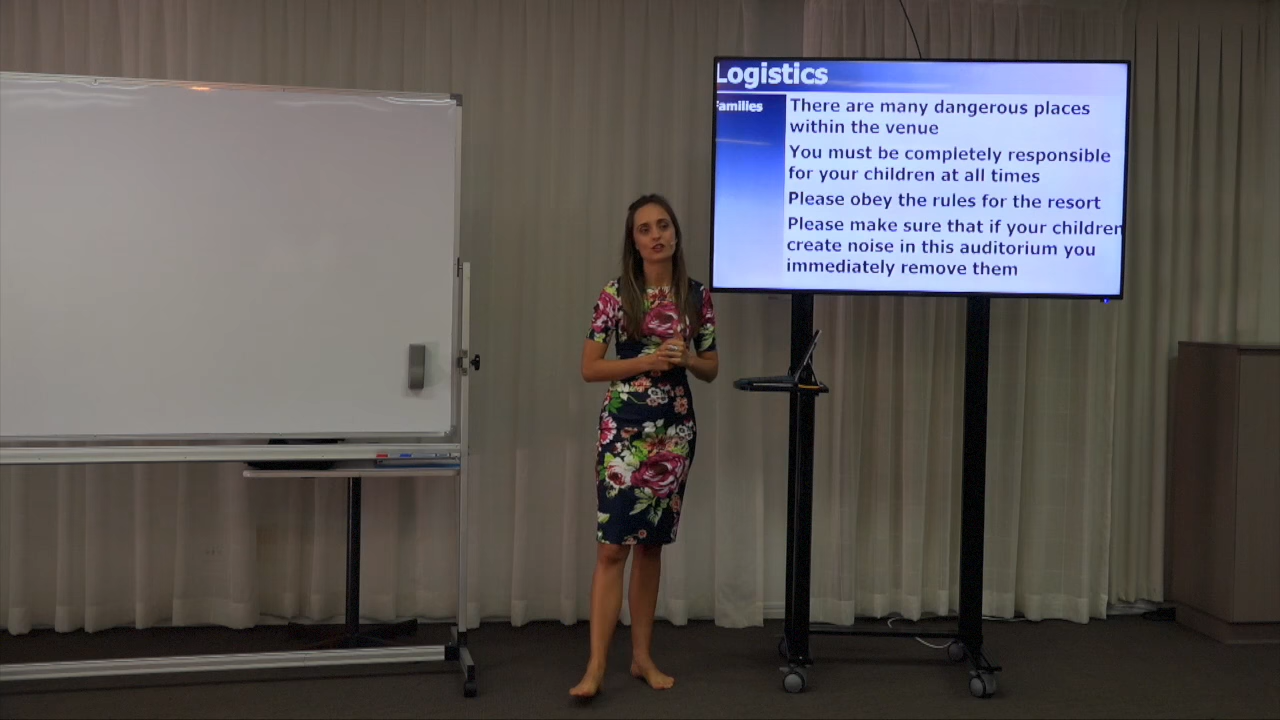 Logistics
Families
There are many dangerous places
within the venue
You must be completely responsible
for your children at all times
Please obey the rules for the resort
Please make sure that if your children
create noise in this auditorium you
immediately remove them